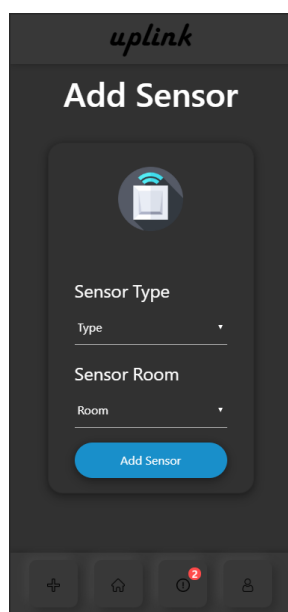 uplink
Add Sensor
Sensor Type
Type
Sensor Room
Room
Add Sensor
2